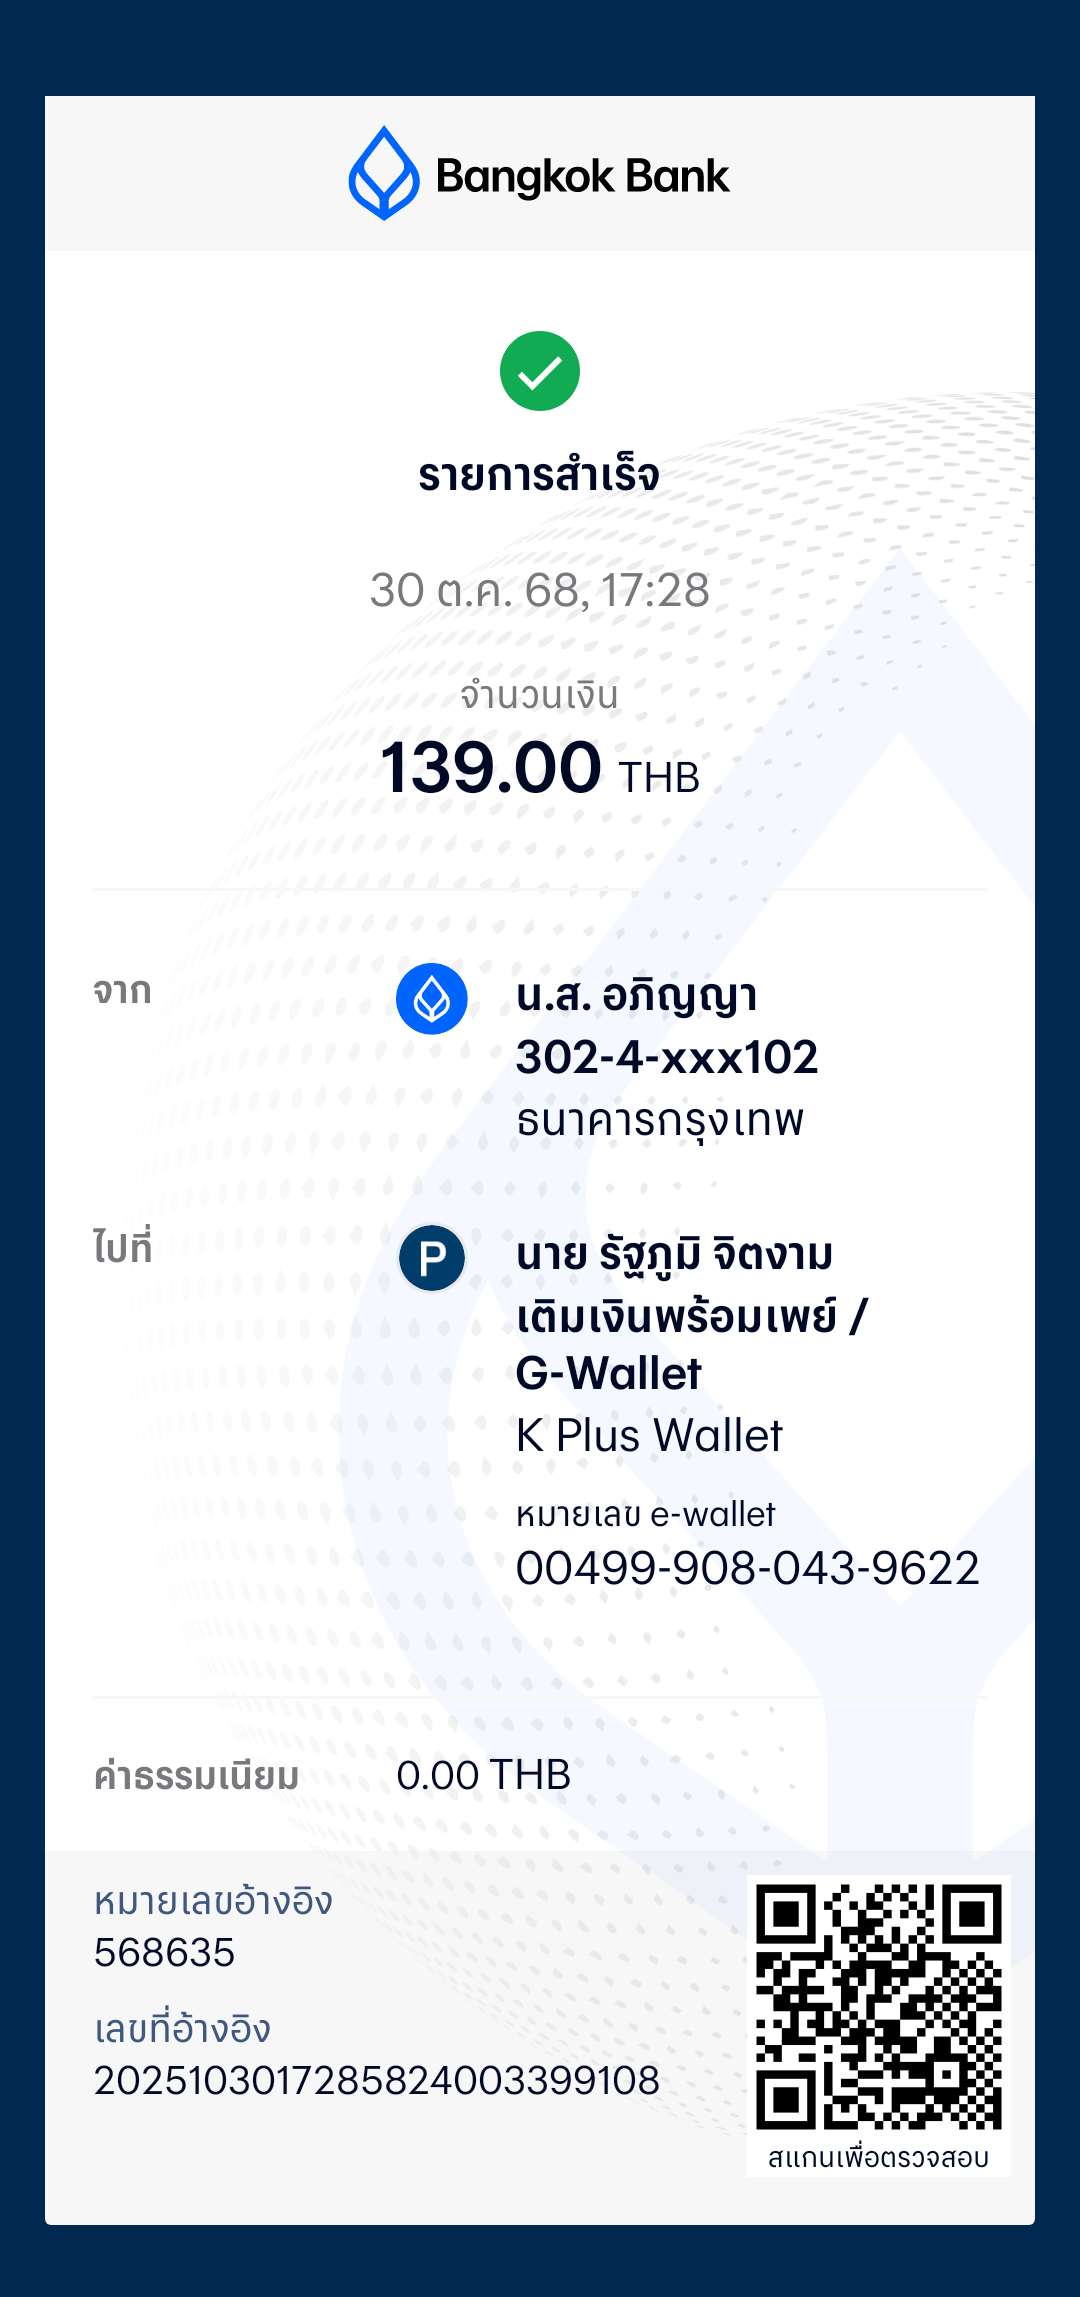 Bangkok Bank
รายการสำเร็จ
30 ต.ค. 68, 17:28
จำนวนเงิน
139.00 THB
จาก
น.ส. อภิญญา
302-4-xxx102
ธนาคารกรุงเทพ
ไปที่
P
นาย รัฐภูมิ จิตงาม
เติมเงินพร้อมเพย์ /
G-Wallet
K Plus Wallet
หมายเลข e-wallet
00499-908-043-9622
ค่าธรรมเนียม 0.00 THB
หมายเลขอ้างอิง
568635
เลขที่อ้างอิง
2025103017285824003399108
สแกนเพื่อตรวจสอบ